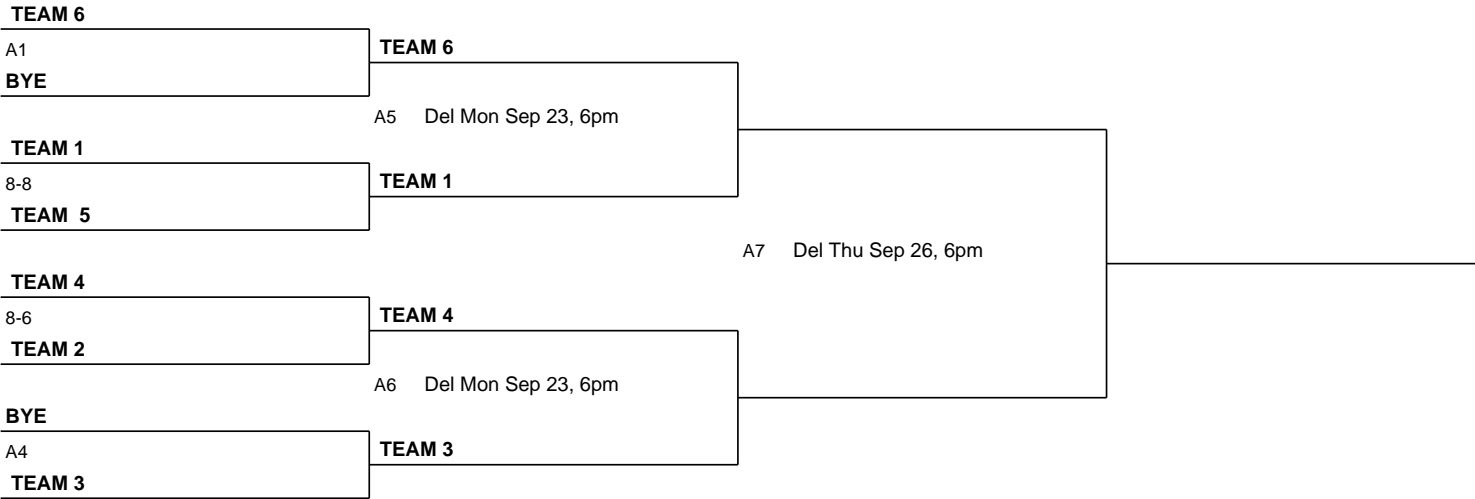 TEAM 6
A1
TEAM 6
BYE
A5 Del Mon Sep 23, 6pm
TEAM 1
8-8
TEAM 1
TEAM  5
A7 Del Thu Sep 26, 6pm
TEAM 4
8-6
TEAM 4
TEAM 2
A6 Del Mon Sep 23, 6pm
BYE
A4
TEAM 3
TEAM 3